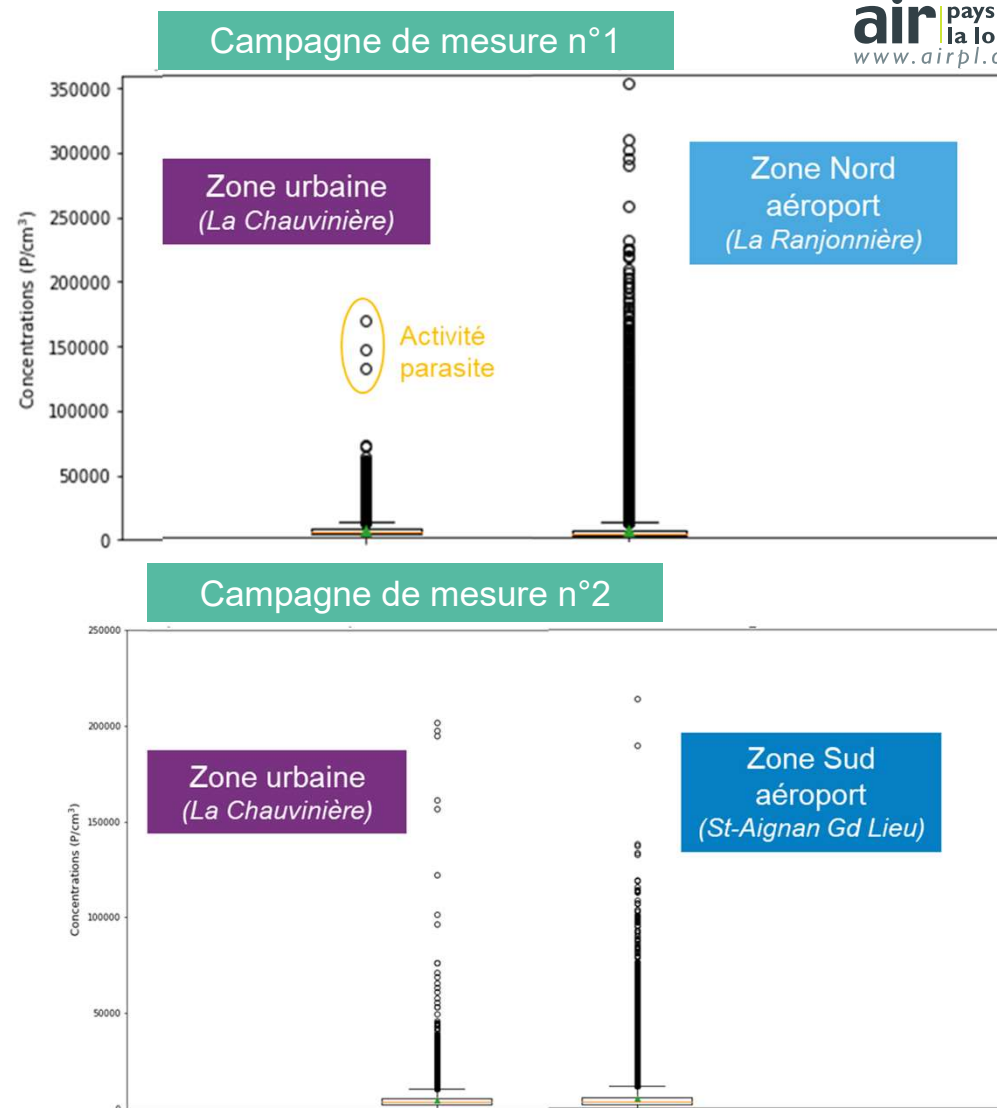 Campagne de mesure n°1
air pays
la lo
www.airpl.
350000
300000
250000
200000
150000
100000
50000
0
Concentrations (P/cm³)
Zone urbaine
(La Chauvinière)
Activité
parasite
Zone Nord
aéroport
(La Ranjonnière)
Campagne de mesure n°2
250000
200000
150000
100000
50000
Concentrations (P/cm³)
Zone urbaine
(La Chauvinière)
Zone Sud
aéroport
(St-Aignan Gd Lieu)